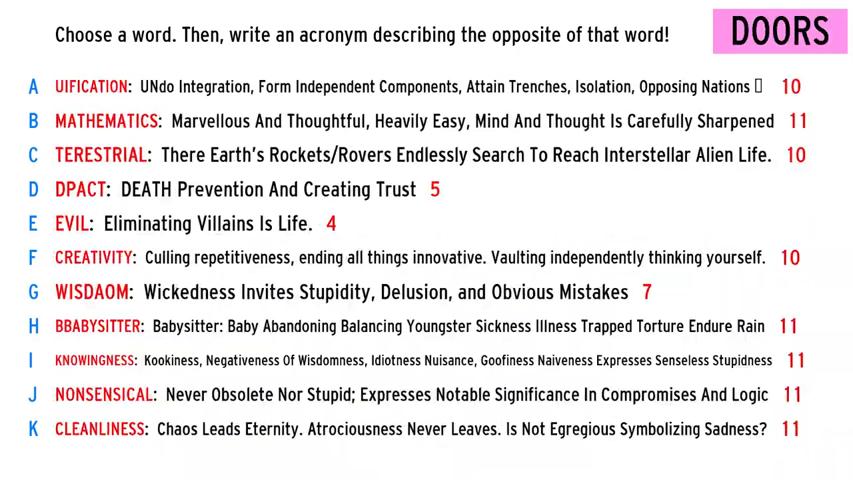 Choose a word. Then, write an acronym describing the opposite of that word!
DOORS
A UIFICATION: UNdo Integration, Form Independent Components, Attain Trenches, Isolation, Opposing Nations 10
B MATHEMATICS: Marvellous And Thoughtful, Heavily Easy, Mind And Thought Is Carefully Sharpened 11
C TERESTRIAL: There Earth's Rockets/Rovers Endlessly Search To Reach Interstellar Alien Life. 10
D DPACT: DEATH Prevention And Creating Trust 5
E EVIL: Eliminating Villains Is Life. 4
F CREATIVITY: Culling repetitiveness, ending all things innovative. Vaulting independently thinking yourself. 10
G WISDAOM: Wickedness Invites Stupidity, Delusion, and Obvious Mistakes 7
H BBABYSITTER: Babysitter: Baby Abandoning Balancing Youngster Sickness Illness Trapped Torture Endure Rain 11
I KNOWINGNESS: Kookiness, Negativeness Of Wisdomness, Idiotness Nuisance, Goofiness Naiveness Expresses Senseless Stupidness 11
J NONSENSICAL: Never Obsolete Nor Stupid; Expresses Notable Significance In Compromises And Logic 11
K CLEANLINESS: Chaos Leads Eternity. Atrociousness Never Leaves. Is Not Egregious Symbolizing Sadness? 11